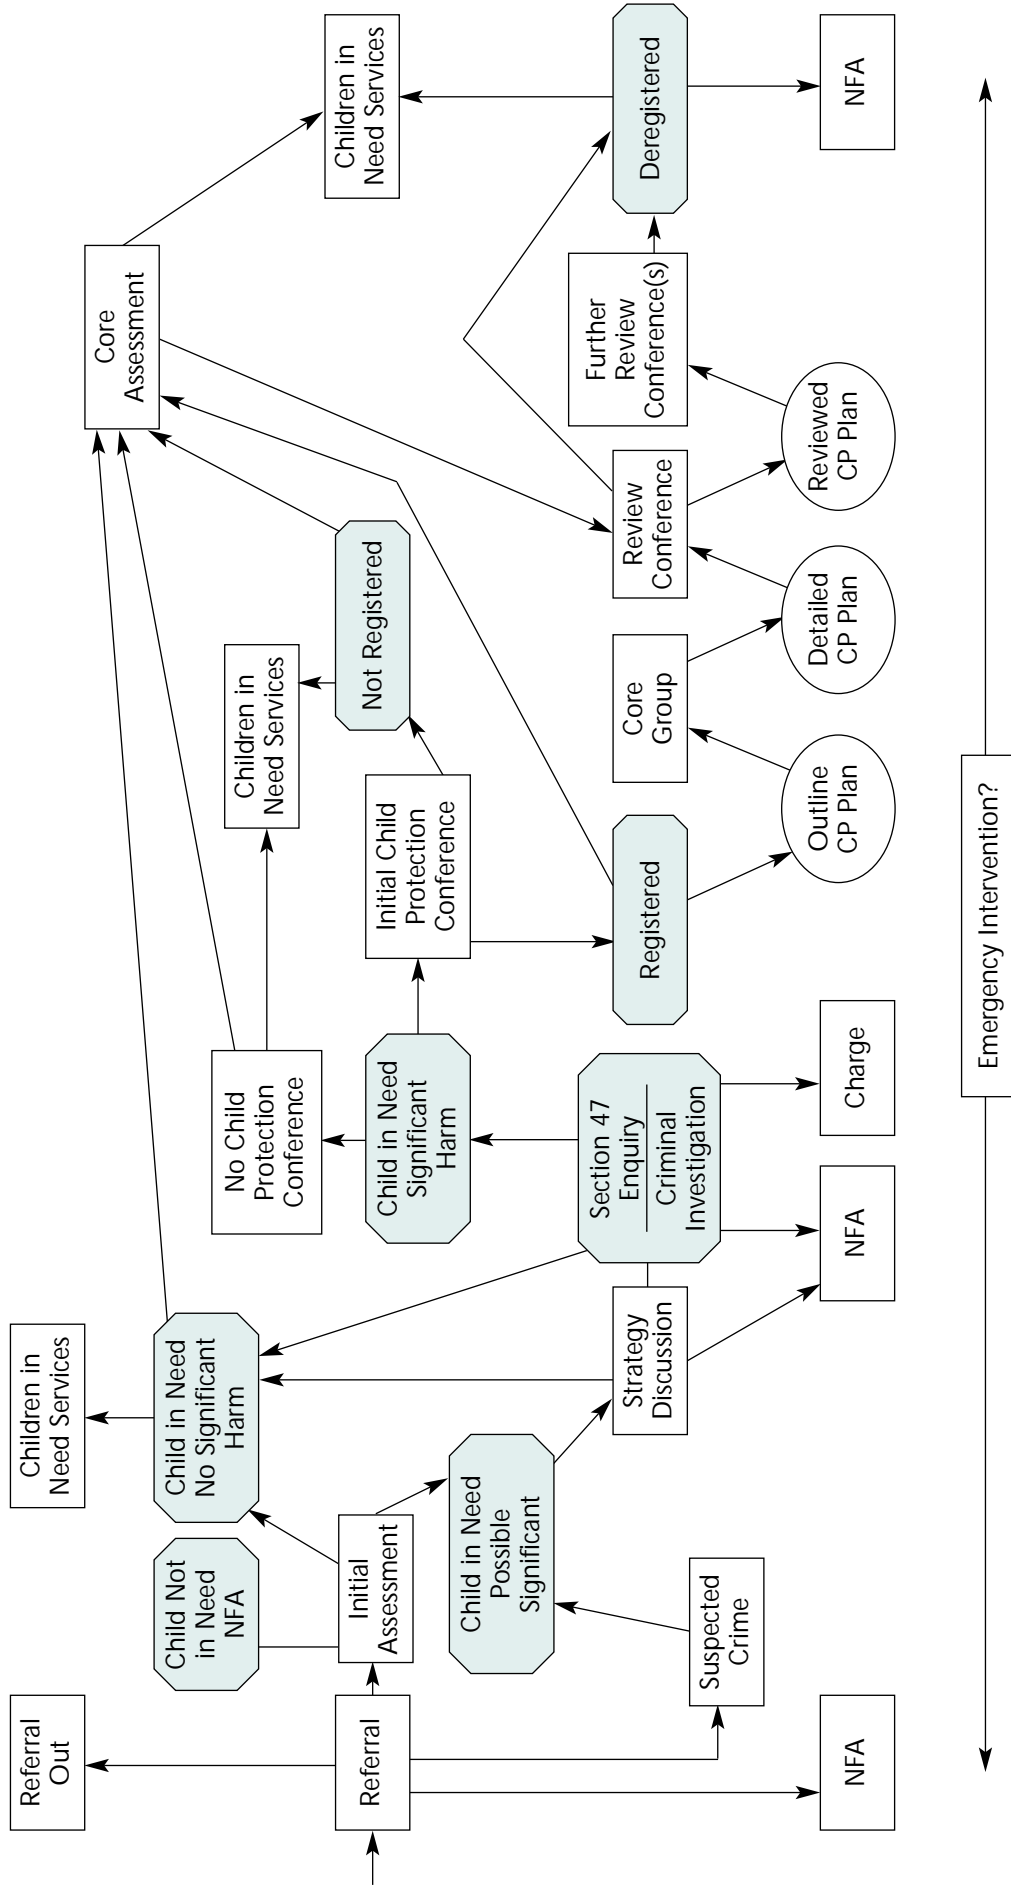 Referral
Out
Children in
Need Services
Core
Assessment
Child Not
in Need
NFA
Child in Need
No Significant
Harm
No Child
Protection
Conference
Children in
Need Services
Children in
Need Services
Referral
Initial
Assessment
Child in Need
Significant
Harm
Initial Child
Protection
Conference
Not Registered
Child in Need
Possible
Significant
Suspected
Crime
Strategy
Discussion
Section 47
Enquiry
Criminal
Investigation
Registered
Core
Group
Review
Conference
Further
Review
Conference(s)
Deregistered
NFA
NFA
Charge
Outline
CP Plan
Detailed
CP Plan
Reviewed
CP Plan
NFA
Emergency Intervention?